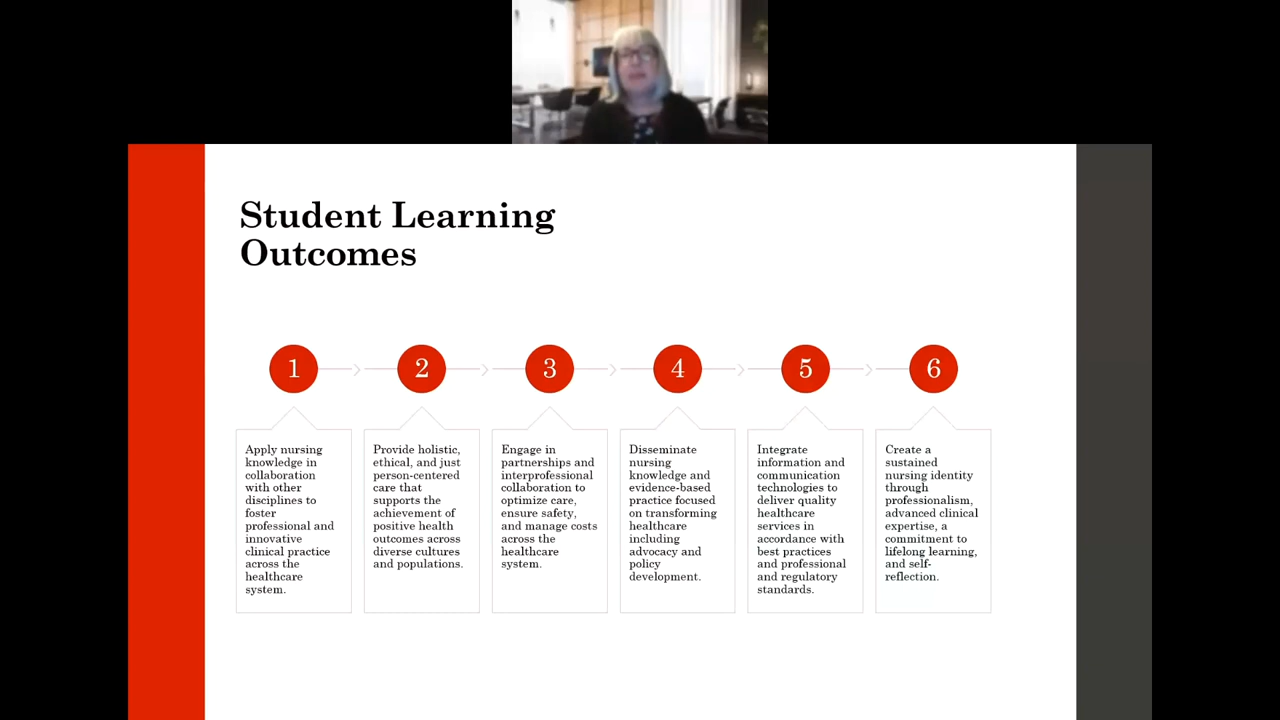 Student Learning
Outcomes
1
2
3
4
5
6
Apply nursing
knowledge in
collaboration
with other
disciplines to
foster
professional and
innovative
clinical practice
across the
healthcare
system.
Provide holistic,
ethical, and just
person-centered
care that
supports the
achievement of
positive health
outcomes across
diverse cultures
and populations.
Engage in
partnerships and
interprofessional
collaboration to
optimize care,
ensure safety,
and manage costs
across the
healthcare
system.
Disseminate
nursing
knowledge and
evidence-based
practice focused
on transforming
healthcare
including
advocacy and
policy
development.
Integrate
information and
communication
technologies to
deliver quality
healthcare
services in
accordance with
best practices
and professional
and regulatory
standards.
Create a
sustained
nursing identity
through
professionalism,
advanced clinical
expertise, a
commitment to
lifelong learning,
and self-
reflection.